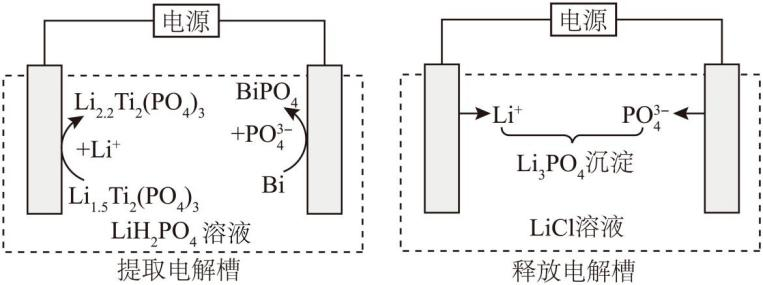 电源
Li₂.₂Ti₂(PO₄)₃
BiPO₄
+Li⁺
+PO₄³⁻
Bi
Li₁.₅Ti₂(PO₄)₃
LiH₂PO₄ 溶液
提取电解槽
电源
Li⁺
PO₄³⁻
Li₃PO₄沉淀
LiCl溶液
释放电解槽